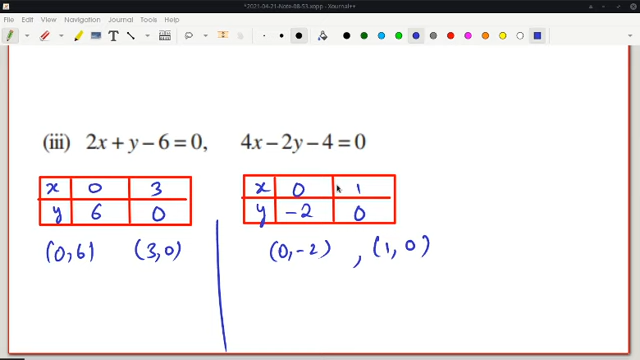 *2021-04-21-Note-08-53.xopp - Xournal++
File Edit View Navigation Journal Tools Help
(iii) 2x + y − 6 = 0, 4x − 2y − 4 = 0
x 0 3 x 0 1
y 6 0 y −2 0
(0,6) (3,0) (0,−2) , (1,0)